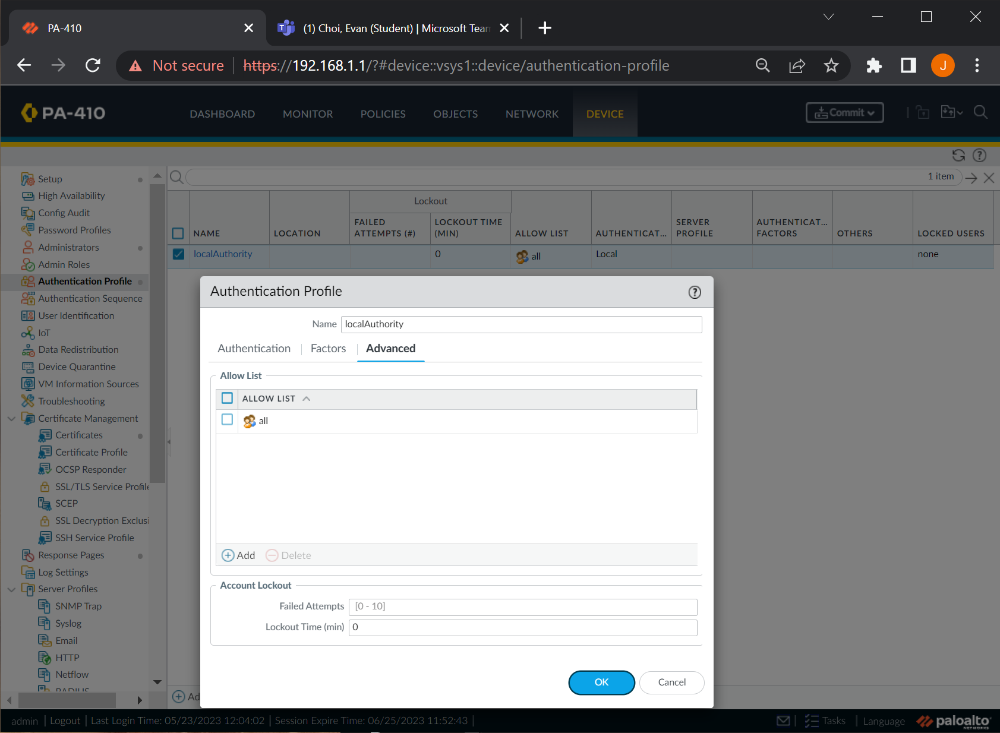 PA-410
(1) Choi, Evan (Student) | Microsoft Team
Not secure
https://192.168.1.1/?#device::vsys1::device/authentication-profile
J
PA-410
DASHBOARD
MONITOR
POLICIES
OBJECTS
NETWORK
DEVICE
Commit
Setup
High Availability
Config Audit
Password Profiles
Administrators
Admin Roles
Authentication Profile
Authentication Sequence
User Identification
IoT
Data Redistribution
Device Quarantine
VM Information Sources
Troubleshooting
Certificate Management
Certificates
Certificate Profile
OCSP Responder
SSL/TLS Service Profile
SCEP
SSL Decryption Exclusi
SSH Service Profile
Response Pages
Log Settings
Server Profiles
SNMP Trap
Syslog
Email
HTTP
Netflow
RADIUS
1 item
Lockout
NAME
LOCATION
FAILED ATTEMPTS (#)
LOCKOUT TIME (MIN)
ALLOW LIST
AUTHENTICAT...
SERVER PROFILE
AUTHENTICAT... FACTORS
OTHERS
LOCKED USERS
localAuthority
0
all
Local
none
Authentication Profile
Name
localAuthority
Authentication
Factors
Advanced
Allow List
ALLOW LIST
all
Add
Delete
Account Lockout
Failed Attempts
[0 - 10]
Lockout Time (min)
0
OK
Cancel
Ad
admin | Logout | Last Login Time: 05/23/2023 12:04:02 | Session Expire Time: 06/25/2023 11:52:43 |
Tasks | Language
paloalto
NETWORKS